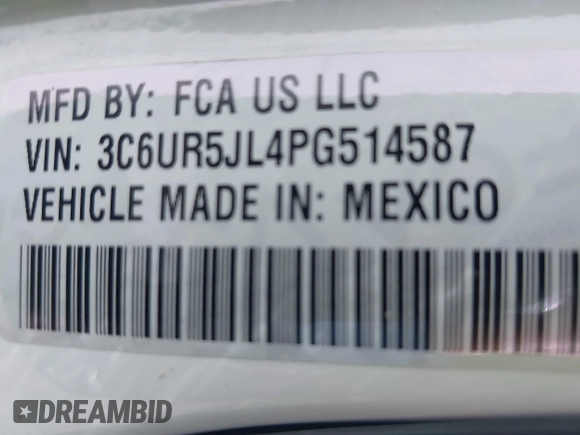 MFD BY: FCA US LLC
VIN: 3C6UR5JL4PG514587
VEHICLE MADE IN: MEXICO
DREAMBID